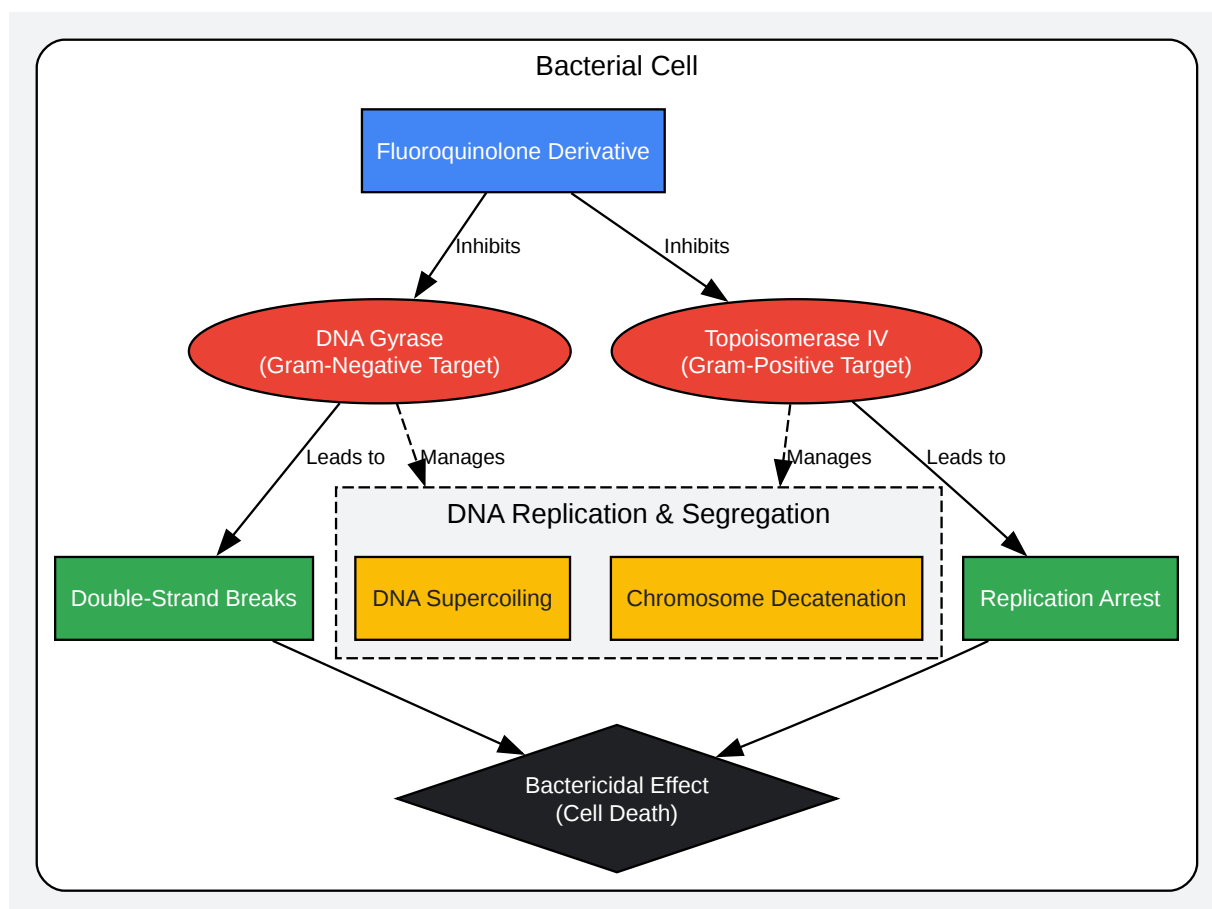 Bacterial Cell
Fluoroquinolone Derivative
Inhibits
Inhibits
DNA Gyrase
(Gram-Negative Target)
Topoisomerase IV
(Gram-Positive Target)
Leads to
Manages
Manages
Leads to
DNA Replication & Segregation
Double-Strand Breaks
DNA Supercoiling
Chromosome Decatenation
Replication Arrest
Bactericidal Effect
(Cell Death)